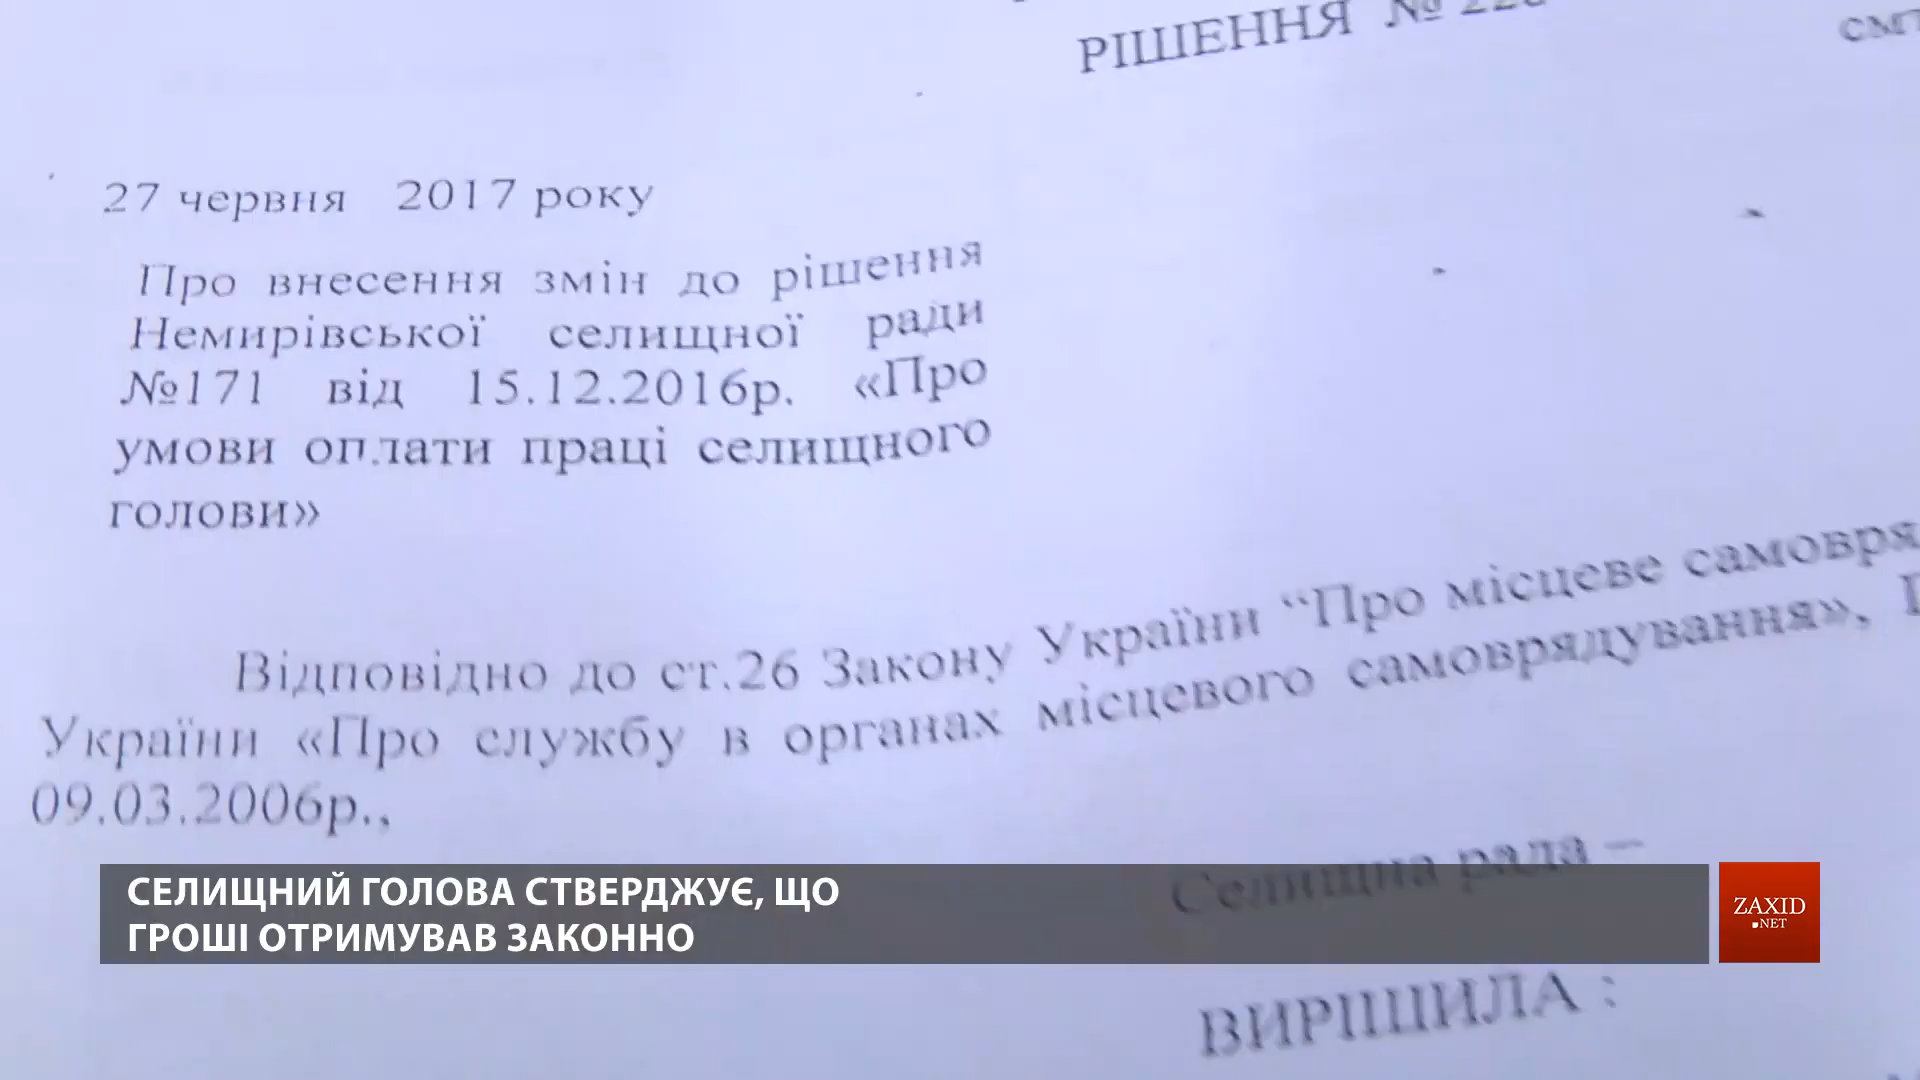 РІШЕННЯ №
27 червня 2017 року
Про внесення змін до рішення
Немирівської селищної ради
№171 від 15.12.2016р. «Про
умови оплати праці селищного
голови»
Відповідно до ст.26 Закону України “Про місцеве
України «Про службу в органах місцевого самоврядування»,
09.03.2006р.,
Селищна рада –
ВИРІШИЛА :
СЕЛИЩНИЙ ГОЛОВА СТВЕРДЖУЄ, ЩО
ГРОШІ ОТРИМУВАВ ЗАКОННО
ZAXID
.NET